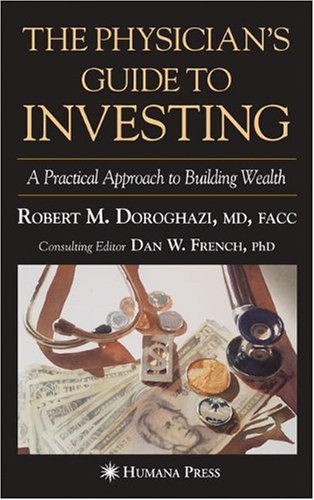 THE PHYSICIAN'S
GUIDE TO
INVESTING
A Practical Approach to Building Wealth
ROBERT M. DOROGHAZI, MD, FACC
Consulting Editor DAN W. FRENCH, PhD
$
HUMANA PRESS